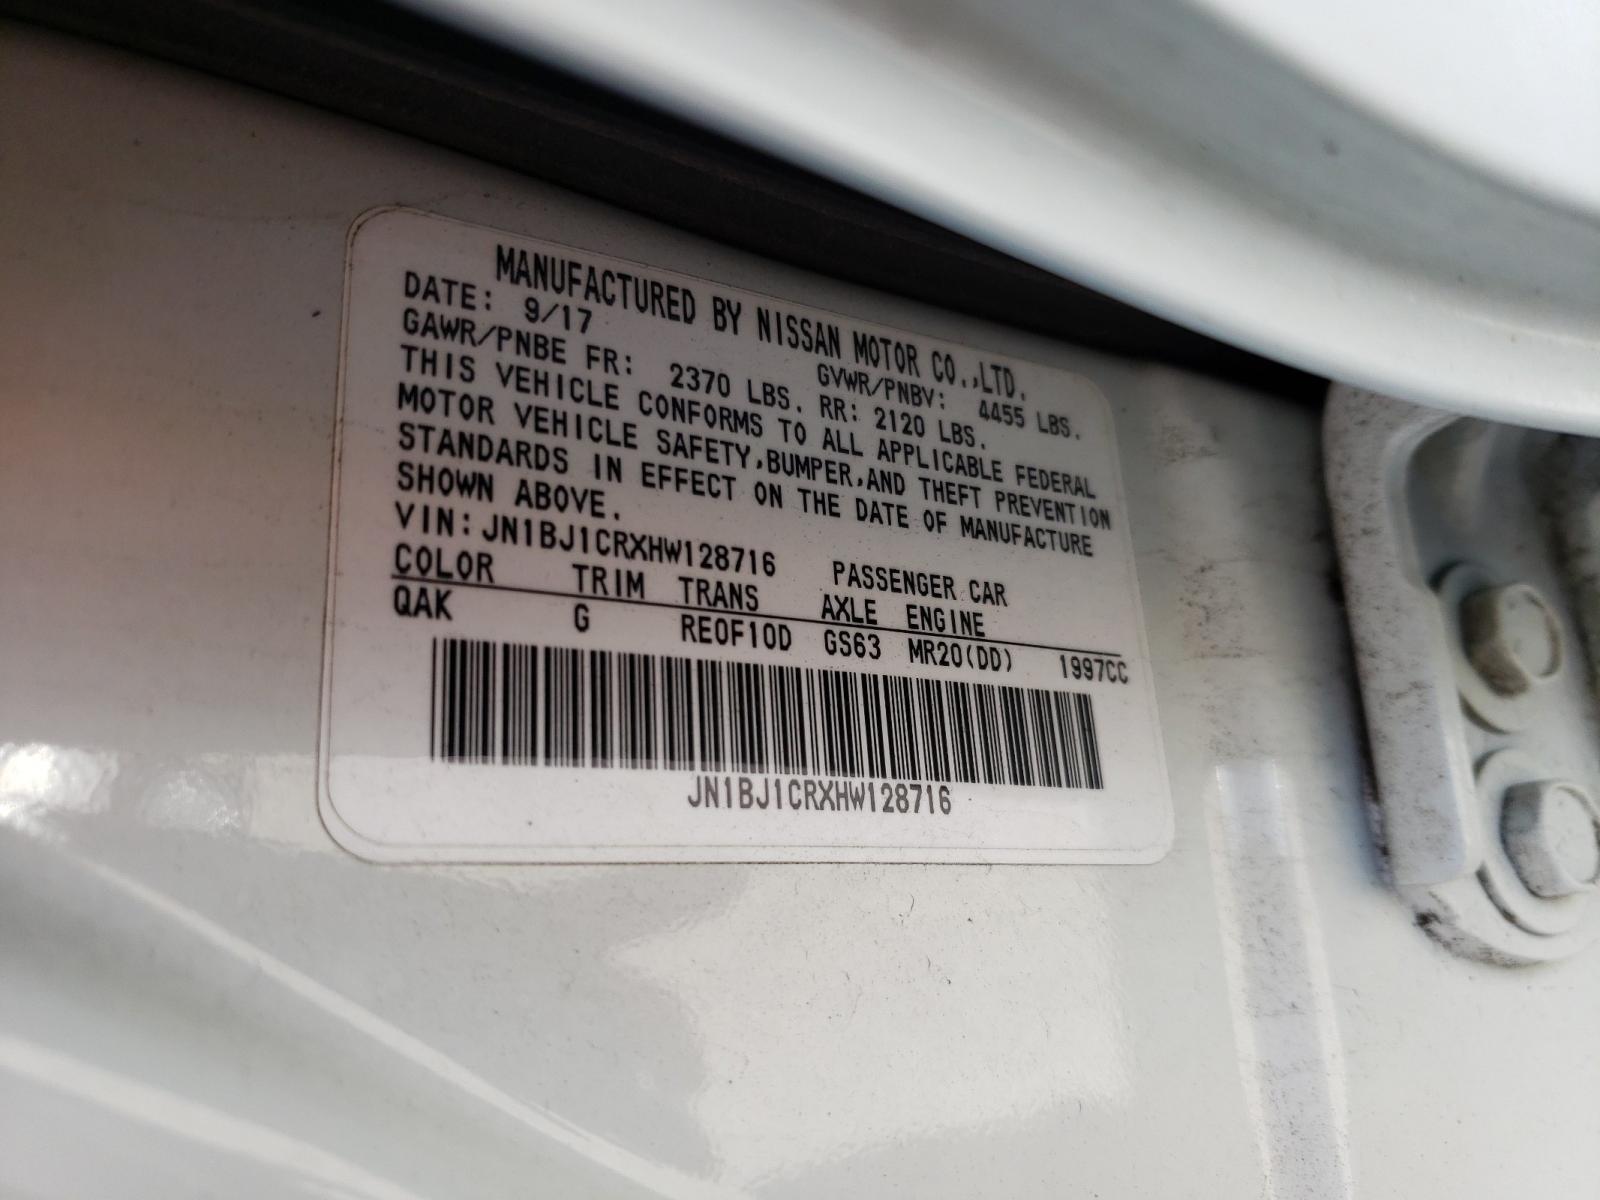 MANUFACTURED BY NISSAN MOTOR CO.,LTD.
DATE: 9/17 GVWR/PNBV: 4455 LBS.
GAWR/PNBE FR: 2370 LBS. RR: 2120 LBS.
THIS VEHICLE CONFORMS TO ALL APPLICABLE FEDERAL
MOTOR VEHICLE SAFETY,BUMPER,AND THEFT PREVENTION
STANDARDS IN EFFECT ON THE DATE OF MANUFACTURE
SHOWN ABOVE.
VIN: JN1BJ1CRXHW128716 PASSENGER CAR
COLOR TRIM TRANS AXLE ENGINE
QAK G RE0F10D GS63 MR20(DD) 1997CC
JN1BJ1CRXHW128716